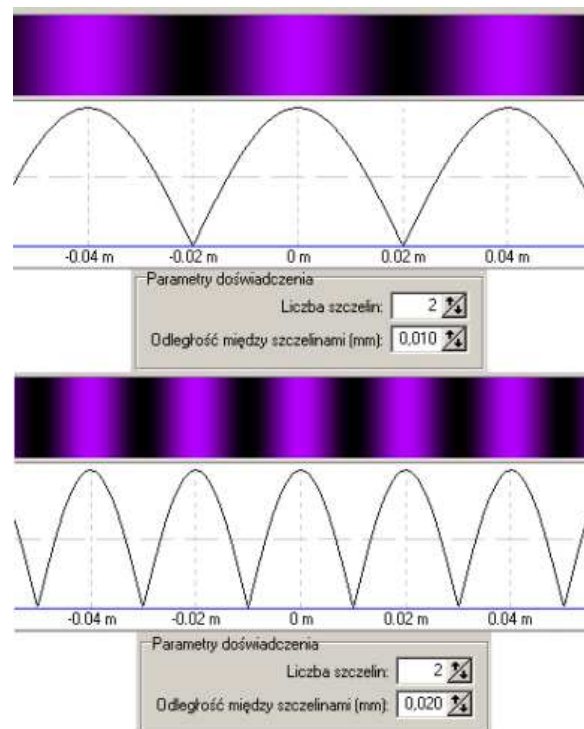 -0.04 m -0.02 m 0 m 0.02 m 0.04 m
Parametry doświadczenia
Liczba szczelin: 2
Odległość między szczelinami (mm): 0,010
-0.04 m -0.02 m 0 m 0.02 m 0.04 m
Parametry doświadczenia
Liczba szczelin: 2
Odległość między szczelinami (mm): 0,020